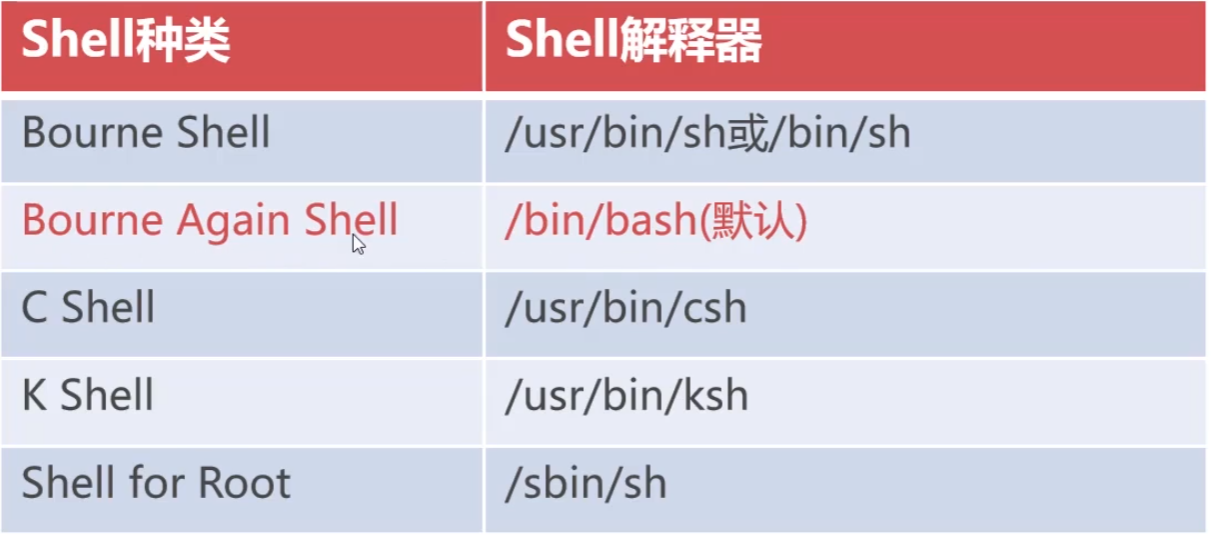 Shell种类 Shell解释器
Bourne Shell /usr/bin/sh或/bin/sh
Bourne Again Shell /bin/bash(默认)
C Shell /usr/bin/csh
K Shell /usr/bin/ksh
Shell for Root /sbin/sh